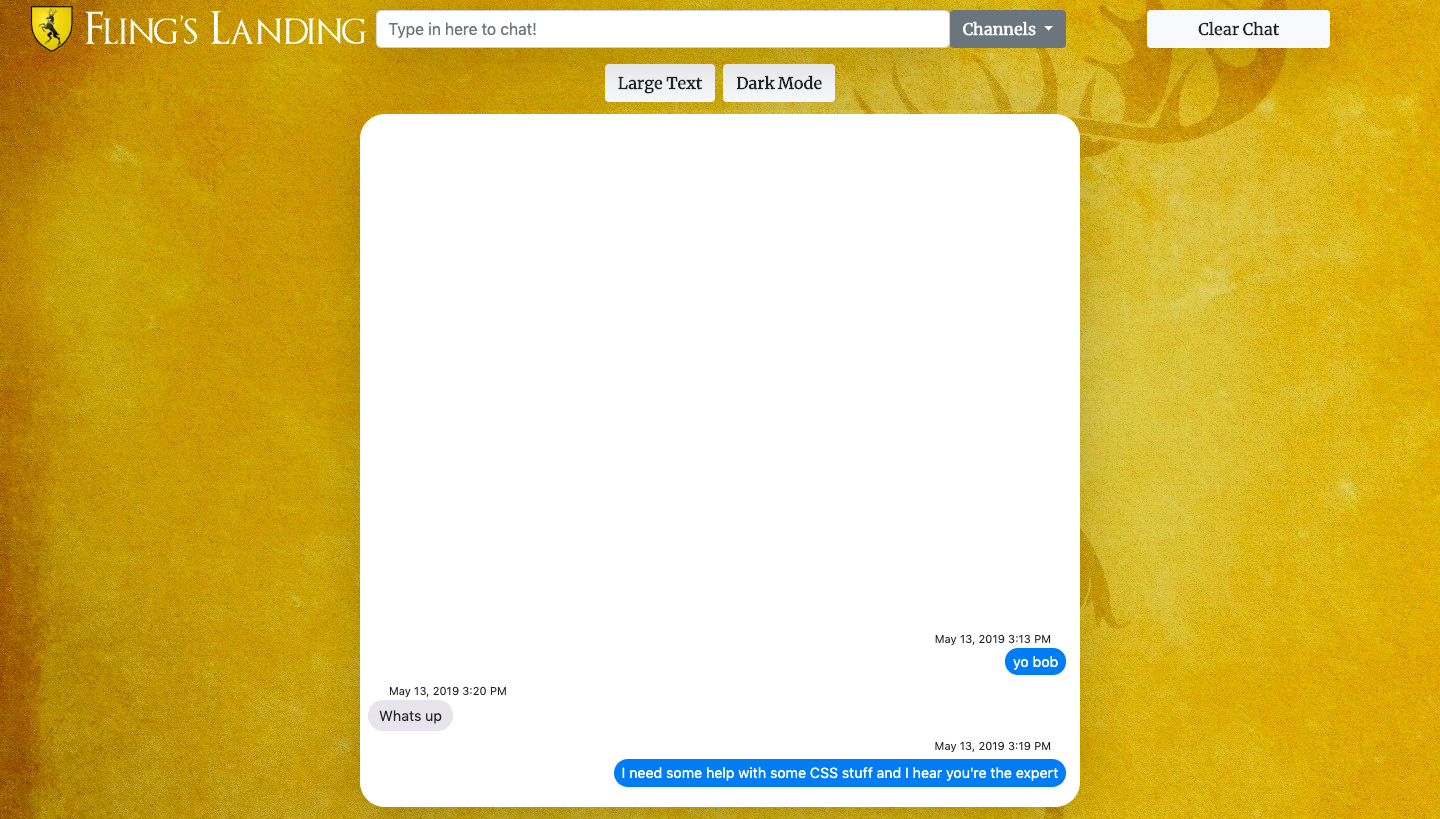 FLING'S LANDING
Type in here to chat!
Channels
Clear Chat
Large Text
Dark Mode
May 13, 2019 3:13 PM
yo bob
May 13, 2019 3:20 PM
Whats up
May 13, 2019 3:19 PM
I need some help with some CSS stuff and I hear you're the expert